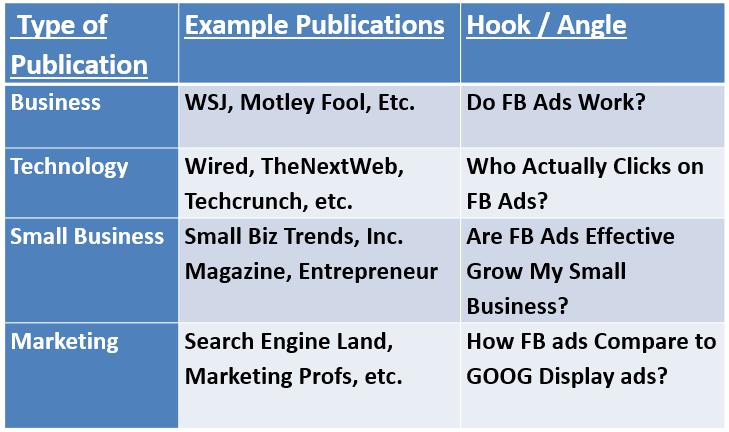 Type of
Publication
Example Publications
Hook / Angle
Business
WSJ, Motley Fool, Etc.
Do FB Ads Work?
Technology
Wired, TheNextWeb,
Techcrunch, etc.
Who Actually Clicks on
FB Ads?
Small Business
Small Biz Trends, Inc.
Magazine, Entrepreneur
Are FB Ads Effective
Grow My Small
Business?
Marketing
Search Engine Land,
Marketing Profs, etc.
How FB ads Compare to
GOOG Display ads?